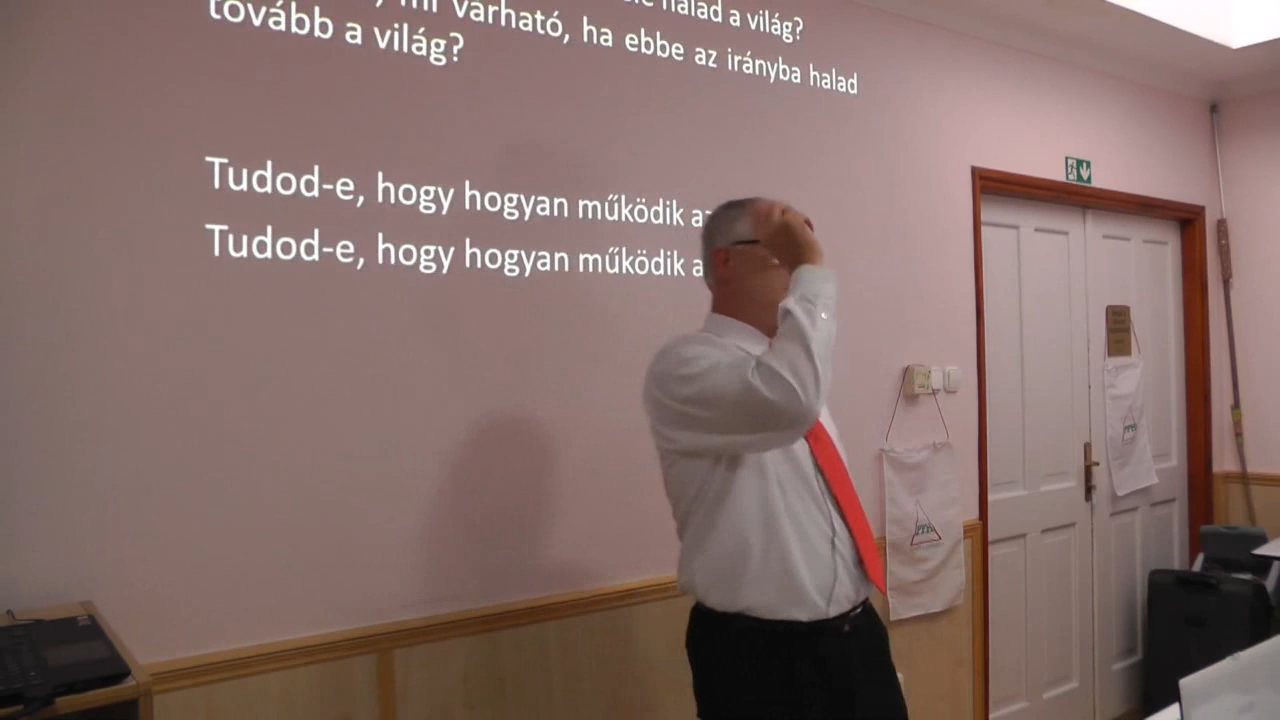 halad a világ?
mi várható, ha ebbe az irányba halad
tovább a világ?
Tudod-e, hogy hogyan működik
Tudod-e, hogy hogyan működik